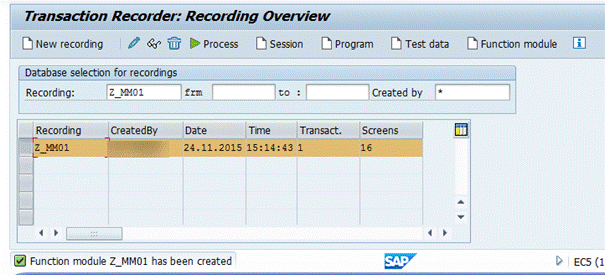 Transaction Recorder: Recording Overview
New recording Process Session Program Test data Function module
Database selection for recordings
Recording: Z_MM01 frm to : Created by *
Recording CreatedBy Date Time Transact. Screens
Z_MM01 24.11.2015 15:14:43 1 16
Function module Z_MM01 has been created SAP EC5 (1